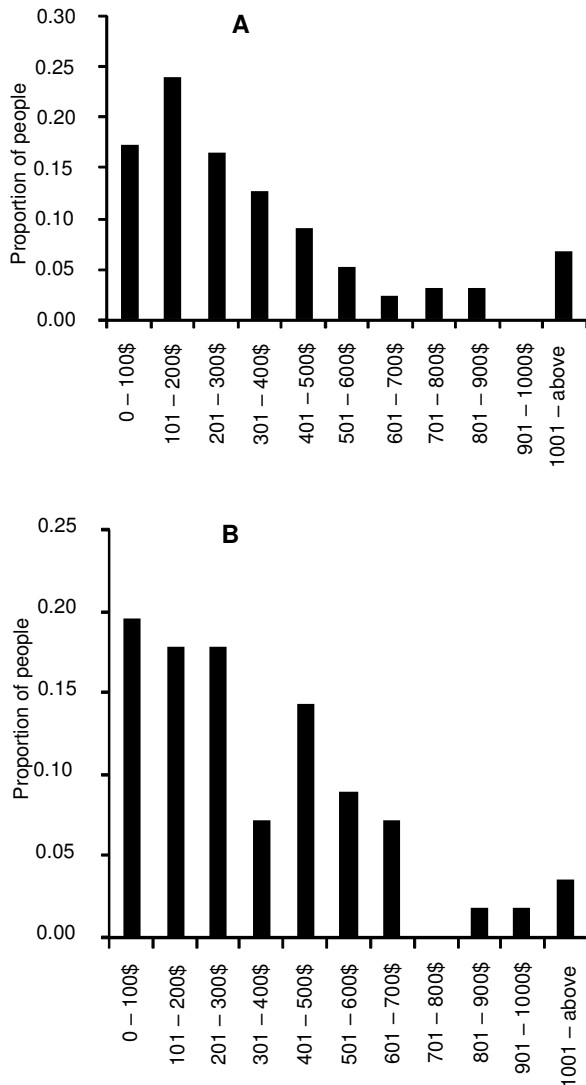 A
Proportion of people
0.30
0.25
0.20
0.15
0.10
0.05
0.00
0 – 100$
101 – 200$
201 – 300$
301 – 400$
401 – 500$
501 – 600$
601 – 700$
701 – 800$
801 – 900$
901 – 1000$
1001 – above
B
Proportion of people
0.25
0.20
0.15
0.10
0.05
0.00
0 – 100$
101 – 200$
201 – 300$
301 – 400$
401 – 500$
501 – 600$
601 – 700$
701 – 800$
801 – 900$
901 – 1000$
1001 – above